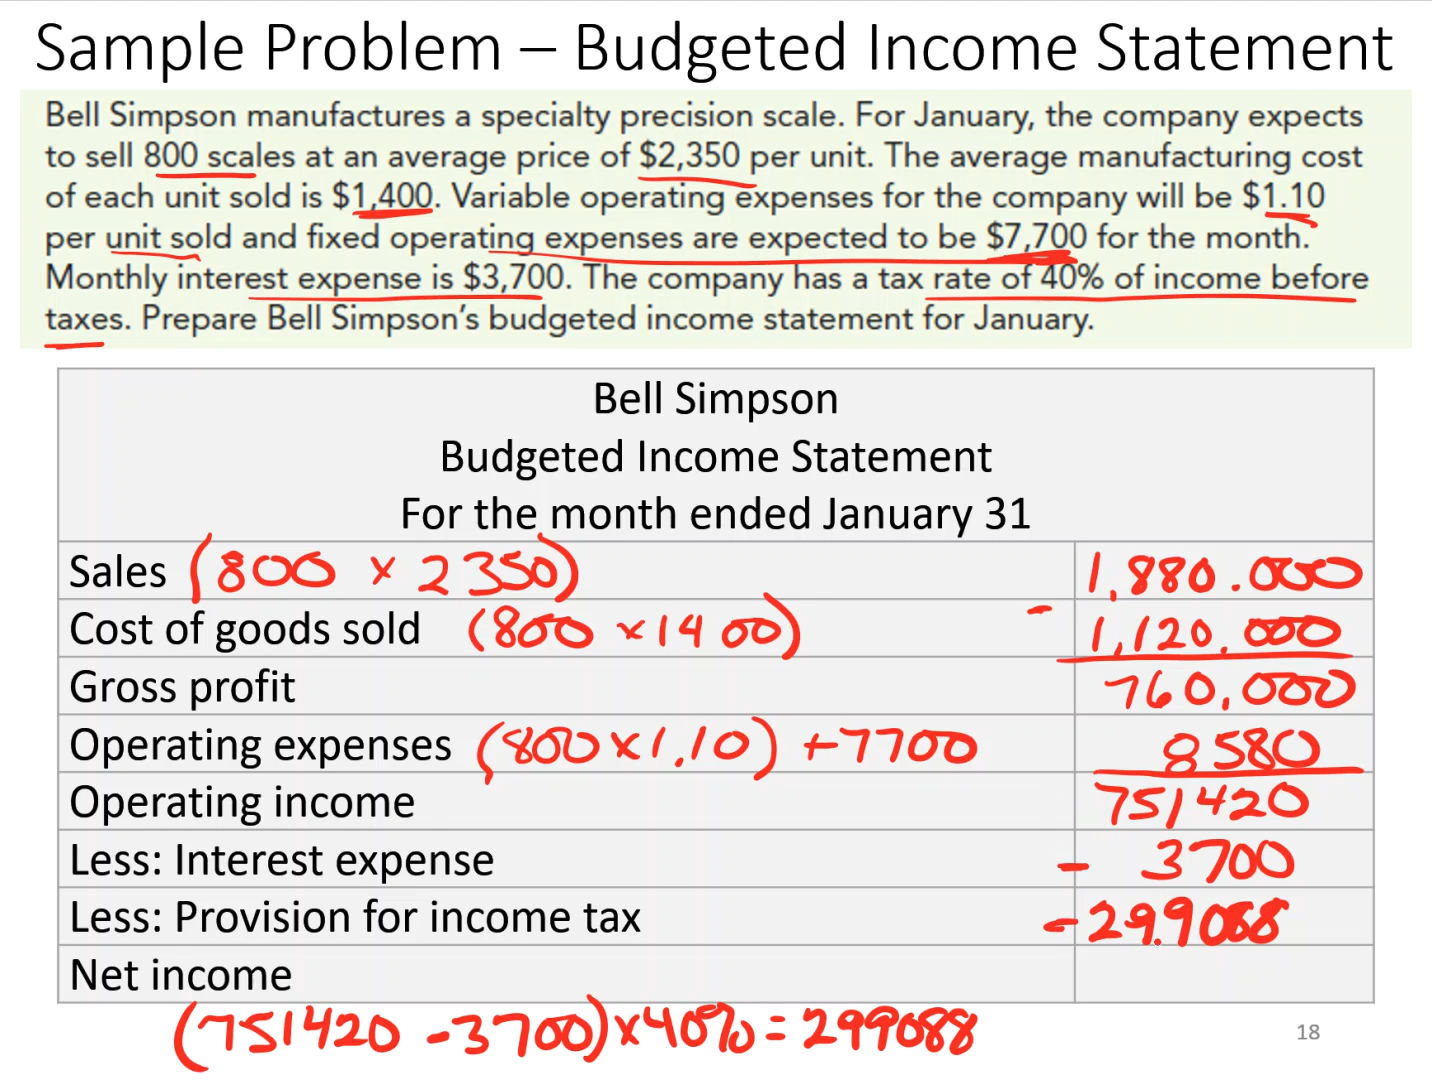 Sample Problem – Budgeted Income Statement
Bell Simpson manufactures a specialty precision scale. For January, the company expects
to sell 800 scales at an average price of $2,350 per unit. The average manufacturing cost
of each unit sold is $1,400. Variable operating expenses for the company will be $1.10
per unit sold and fixed operating expenses are expected to be $7,700 for the month.
Monthly interest expense is $3,700. The company has a tax rate of 40% of income before
taxes. Prepare Bell Simpson's budgeted income statement for January.
Bell Simpson
Budgeted Income Statement
For the month ended January 31
Sales (800 × 2350) 1,880.000
Cost of goods sold (800 × 1400) - 1,120.000
Gross profit 760,000
Operating expenses (800 × 1.10) + 7700 8580
Operating income 751420
Less: Interest expense - 3700
Less: Provision for income tax - 29.9088
Net income
(751420 - 3700) × 40% = 299088
18